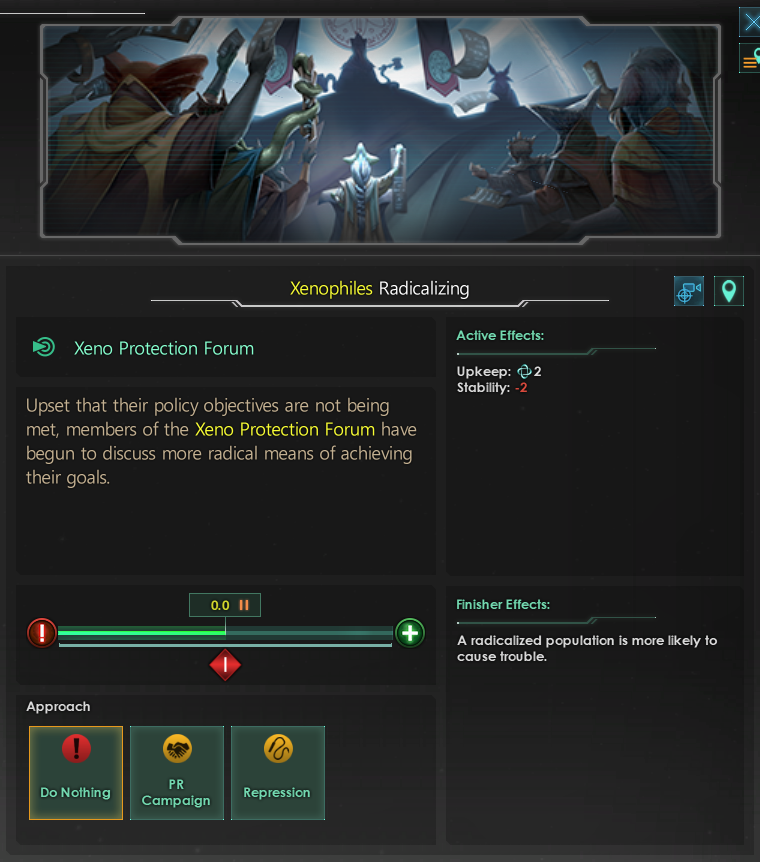 Xenophiles Radicalizing
Xeno Protection Forum
Upset that their policy objectives are not being
met, members of the Xeno Protection Forum have
begun to discuss more radical means of achieving
their goals.
Active Effects:
Upkeep: 2
Stability: -2
0.0
I
Finisher Effects:
A radicalized population is more likely to
cause trouble.
Approach
Do Nothing
PR
Campaign
Repression